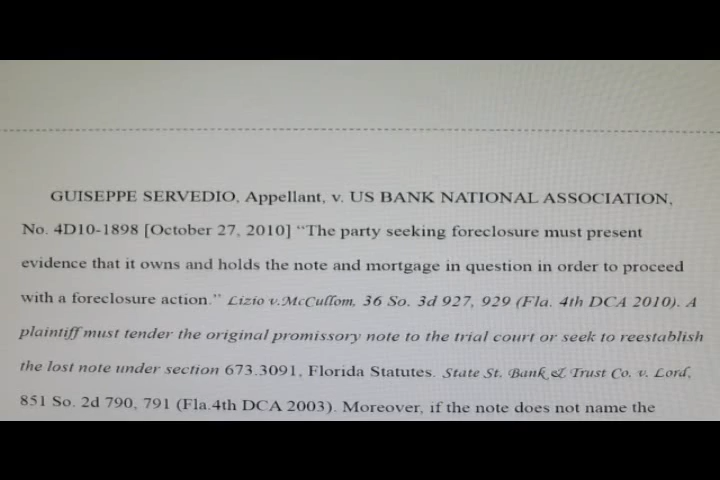 GUISEPPE SERVEDIO, Appellant, v. US BANK NATIONAL ASSOCIATION,
No. 4D10-1898 [October 27, 2010] “The party seeking foreclosure must present
evidence that it owns and holds the note and mortgage in question in order to proceed
with a foreclosure action.” Lizio v.McCullom, 36 So. 3d 927, 929 (Fla. 4th DCA 2010). A
plaintiff must tender the original promissory note to the trial court or seek to reestablish
the lost note under section 673.3091, Florida Statutes. State St. Bank & Trust Co. v. Lord,
851 So. 2d 790, 791 (Fla.4th DCA 2003). Moreover, if the note does not name the